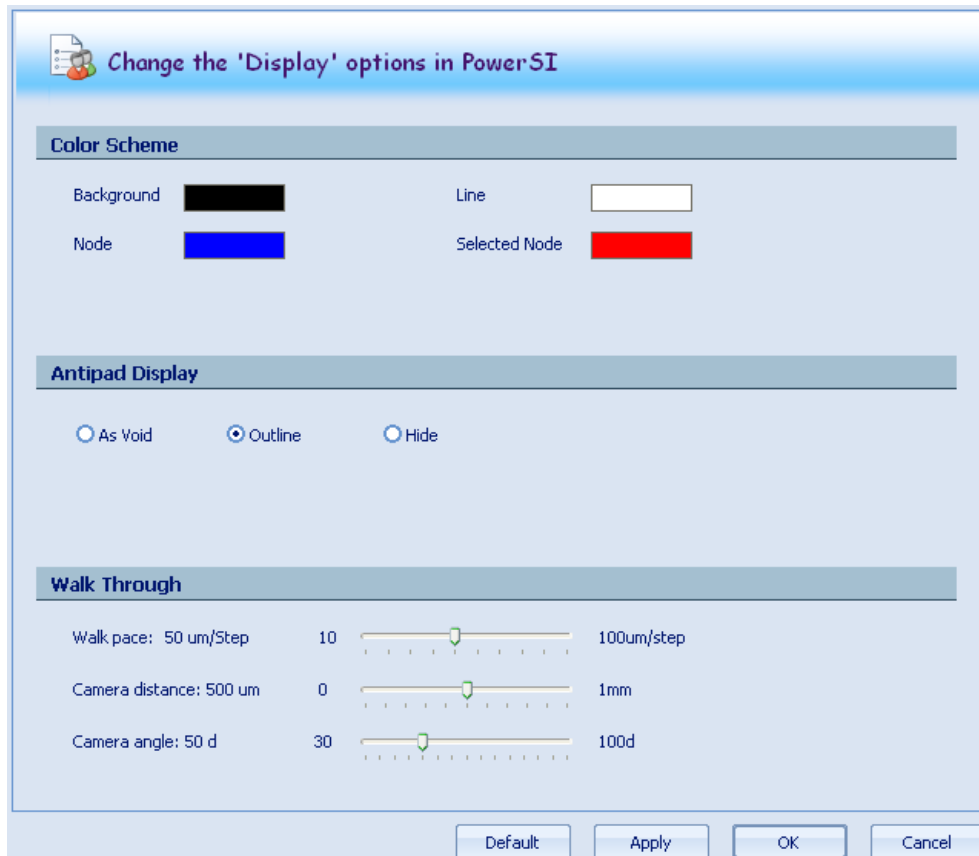 Change the 'Display' options in PowerSI
Color Scheme
Background Line
Node Selected Node
Antipad Display
As Void Outline Hide
Walk Through
Walk pace: 50 um/Step 10 100um/step
Camera distance: 500 um 0 1mm
Camera angle: 50 d 30 100d
Default Apply OK Cancel